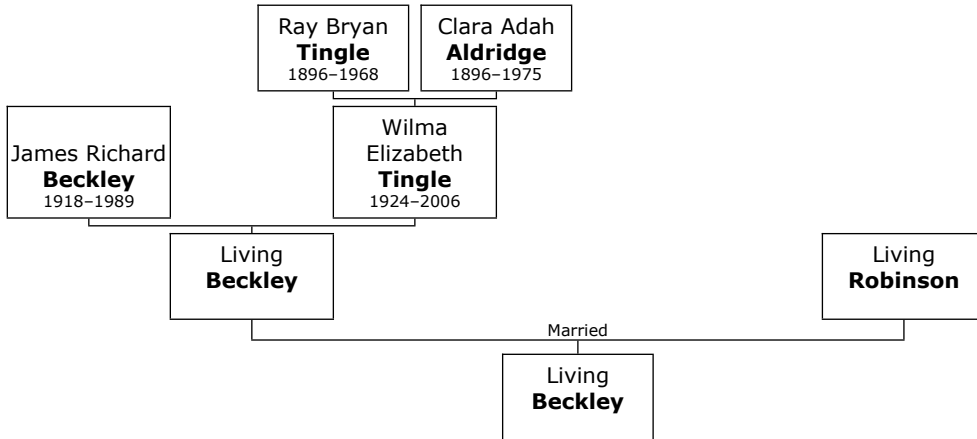 Ray Bryan
Tingle
1896–1968
Clara Adah
Aldridge
1896–1975
James Richard
Beckley
1918–1989
Wilma
Elizabeth
Tingle
1924–2006
Living
Beckley
Living
Robinson
Married
Living
Beckley